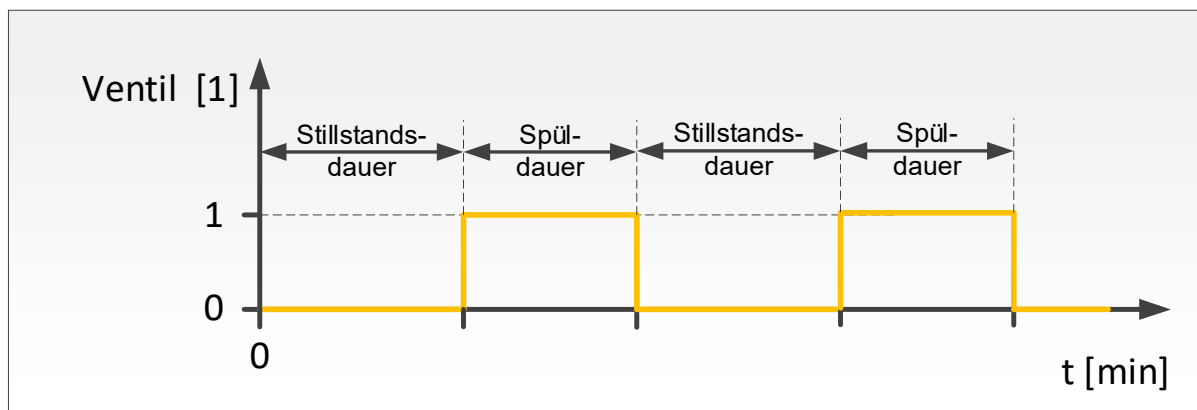 Ventil [1]
Stillstands-
dauer
Spül-
dauer
Stillstands-
dauer
Spül-
dauer
1
0
0
t [min]